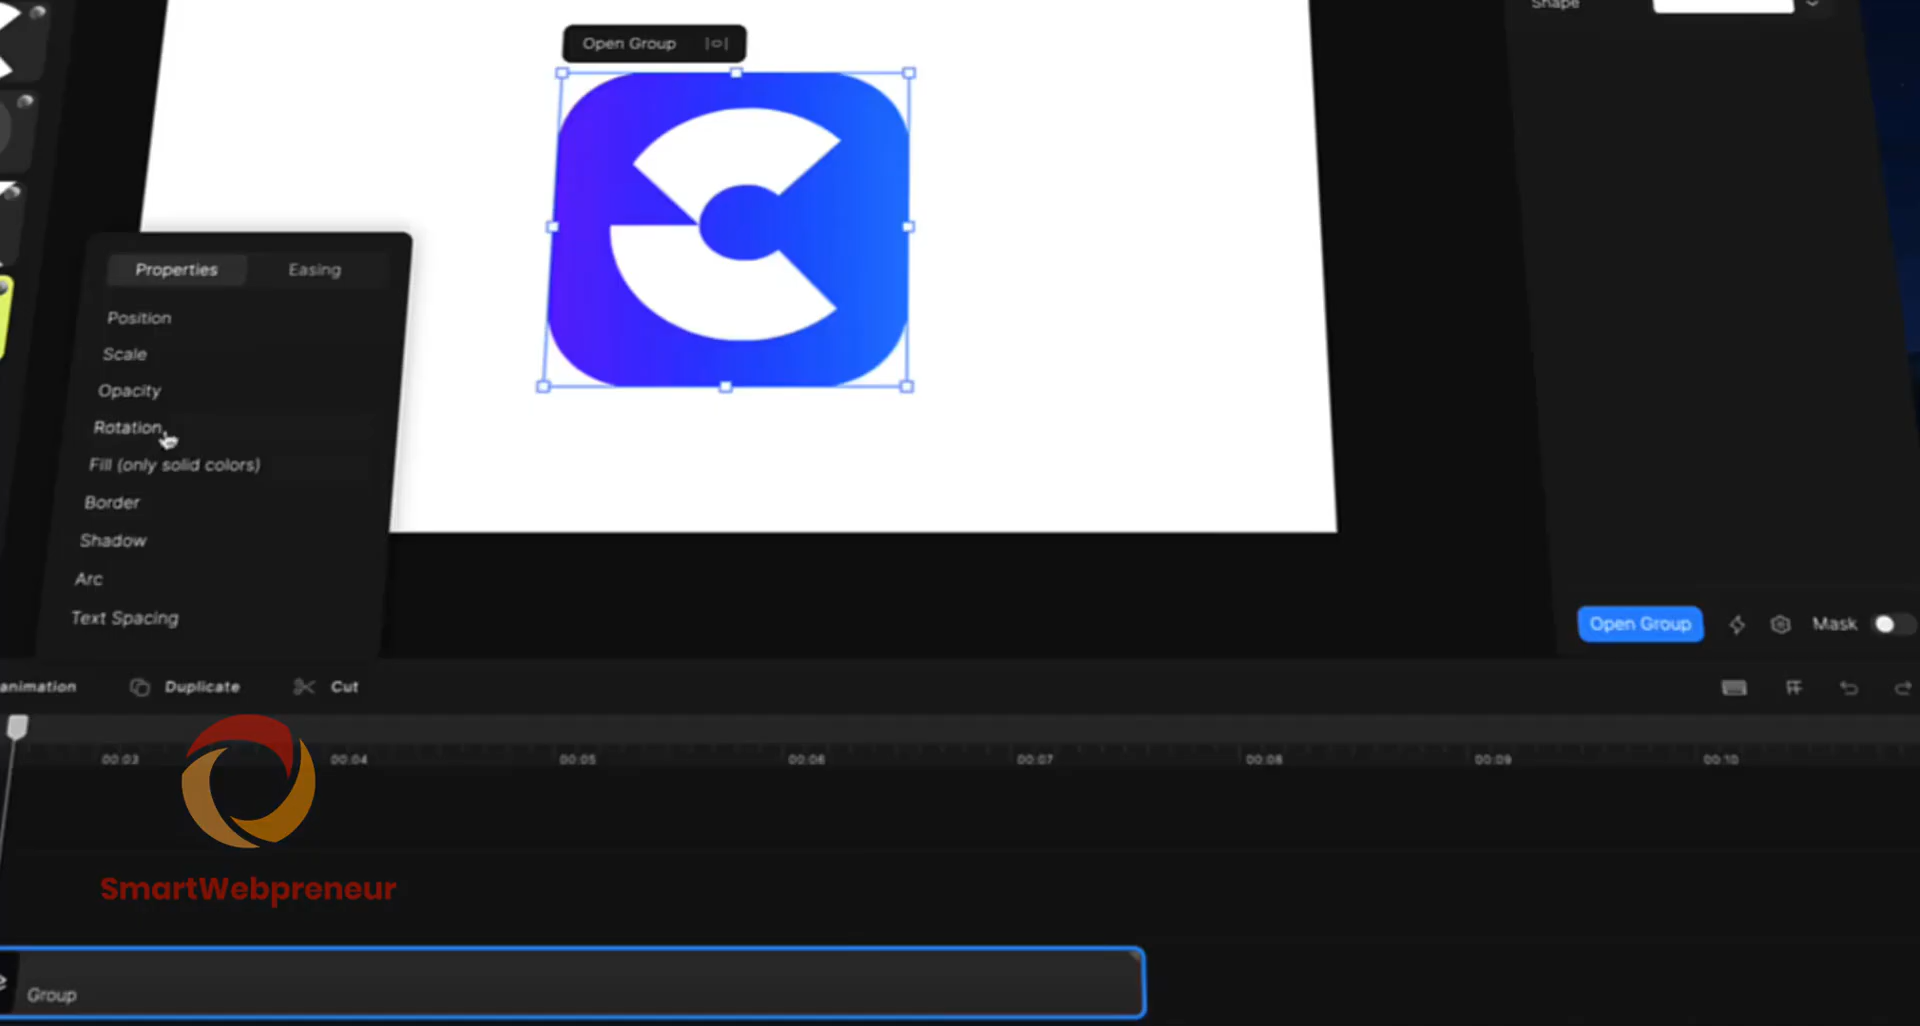 Shape
Open Group
Properties
Easing
Position
Scale
Opacity
Rotation
Fill (only solid colors)
Border
Shadow
Arc
Text Spacing
Open Group
Mask
animation
Duplicate
Cut
00:03
00:04
00:05
00:06
00:07
00:08
00:09
00:10
SmartWebpreneur
Group